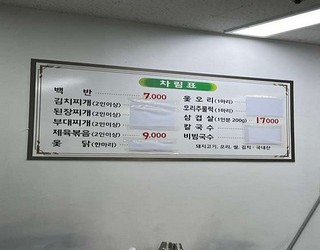 차림표
백 반 7,000
김치찌개(2인이상)
된장찌개(2인이상)
부대찌개(2인이상)
제육볶음(2인이상) 9,000
옻 닭(한마리)
옻오리(1마리)
오리주물럭(1마리)
삼겹살(1인분 200g) 17000
칼국수
비빔국수
돼지고기, 오리, 쌀, 김치 - 국내산